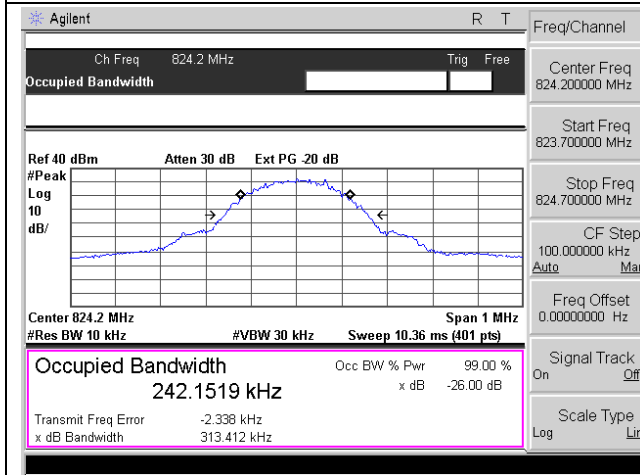 Agilent R T
Ch Freq 824.2 MHz Trig Free
Occupied Bandwidth
Ref 40 dBm Atten 30 dB Ext PG -20 dB
#Peak
Log
10
dB/
Center 824.2 MHz Span 1 MHz
#Res BW 10 kHz #VBW 30 kHz Sweep 10.36 ms (401 pts)
Occupied Bandwidth Occ BW % Pwr 99.00 %
242.1519 kHz x dB -26.00 dB
Transmit Freq Error -2.338 kHz
x dB Bandwidth 313.412 kHz
Freq/Channel
Center Freq
824.200000 MHz
Start Freq
823.700000 MHz
Stop Freq
824.700000 MHz
CF Step
100.000000 kHz
Auto Ma
Freq Offset
0.00000000 Hz
Signal Track
On Off
Scale Type
Log Lin